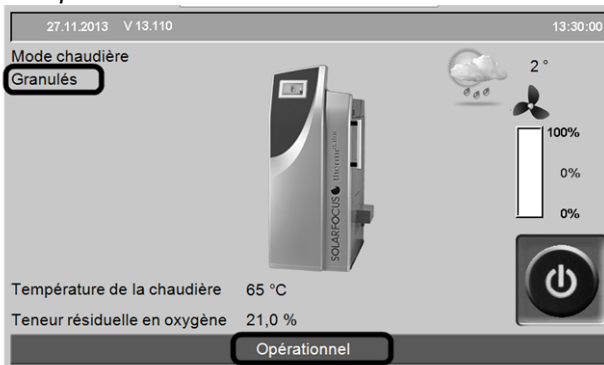 27.11.2013 V 13.110 13:30:00
Mode chaudière
Granulés
2 °
100%
0%
0%
SOLARFOCUS
Température de la chaudière 65 °C
Teneur résiduelle en oxygène 21,0 %
Opérationnel